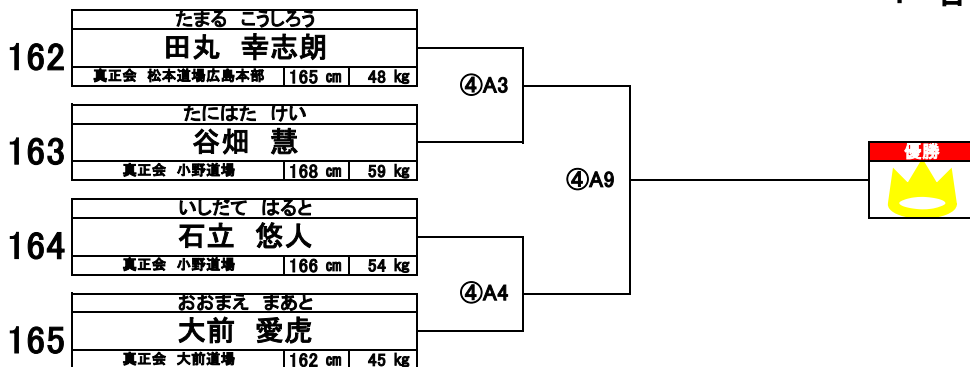 たまる こうしろう
162 田丸 幸志朗
真正会 松本道場広島本部 165 cm 48 kg
④A3
たにはた けい
163 谷畑 慧
真正会 小野道場 168 cm 59 kg
④A9
優勝
いしだて はると
164 石立 悠人
真正会 小野道場 166 cm 54 kg
④A4
おおまえ まあと
165 大前 愛虎
真正会 大前道場 162 cm 45 kg